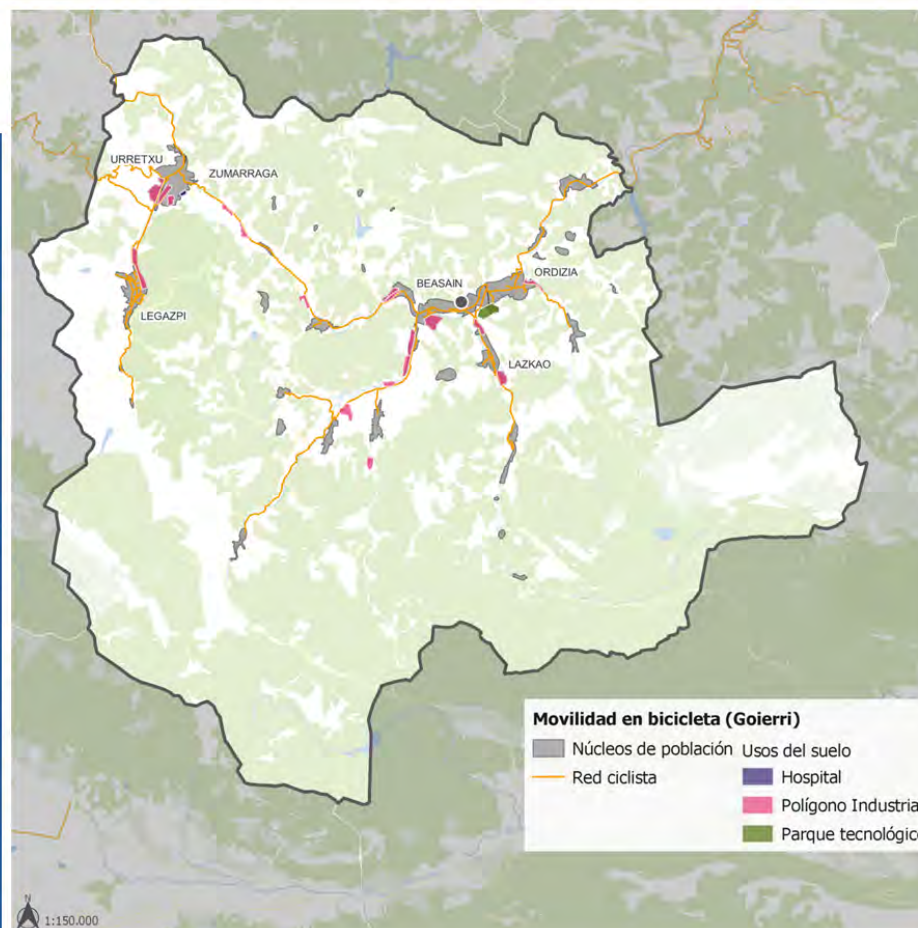 URRETXU
ZUMARRAGA
ORDIZIA
BEASAIN
LEGAZPI
LAZKAO
Movilidad en bicicleta (Goierri)
Núcleos de población
Red ciclista
Usos del suelo
Hospital
Polígono Industria
Parque tecnológico
N
1:150.000